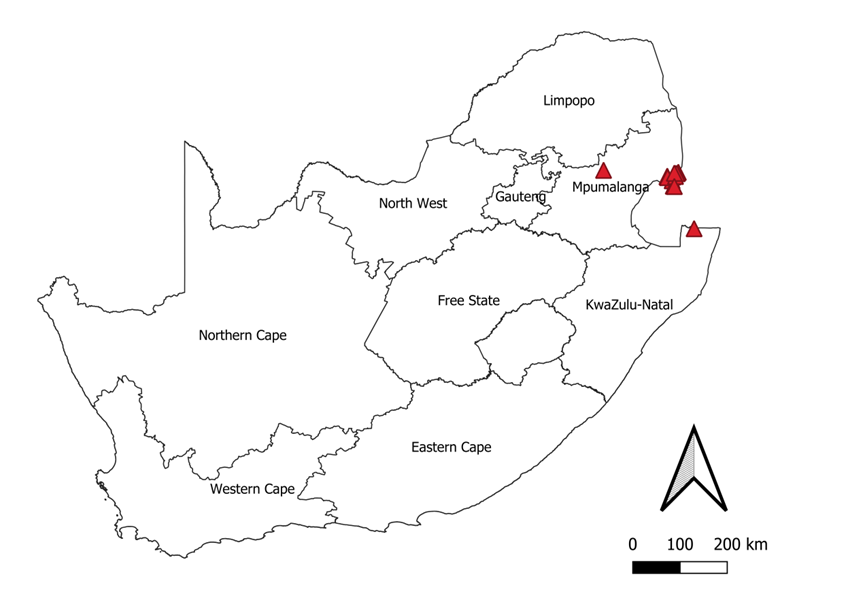 Limpopo
Mpumalanga
Gauteng
North West
Free State
KwaZulu-Natal
Northern Cape
Eastern Cape
Western Cape
0 100 200 km